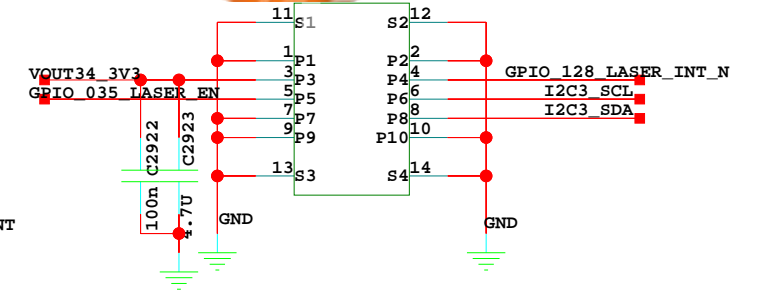 11 S1 S2 12
1 P1 P2 2
VOUT34_3V3 3 P3 P4 4 GPIO_128_LASER_INT_N
GPIO_035_LASER_EN 5 P5 P6 6 I2C3_SCL
7 P7 P8 8 I2C3_SDA
9 P9 P10 10
13 S3 S4 14
C2922
C2923
100n
4.7U
GND
GND
NT